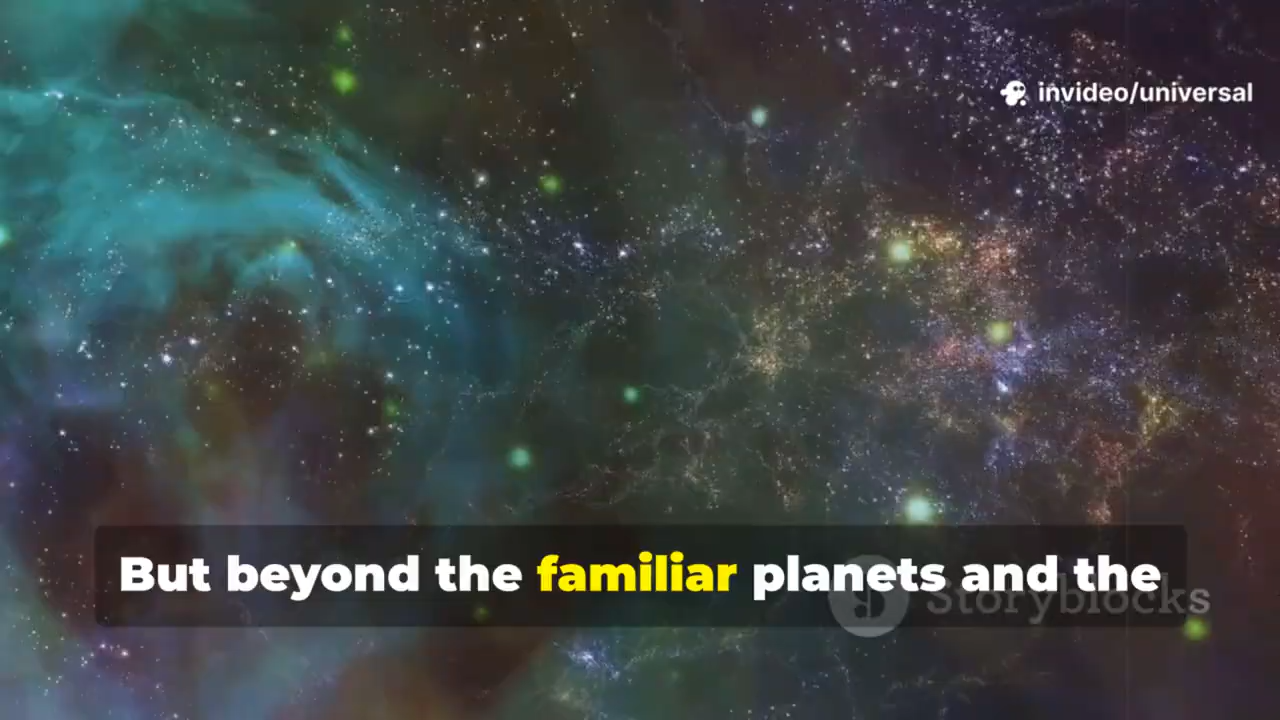 invideo/universal
But beyond the familiar planets and the
Storyblocks